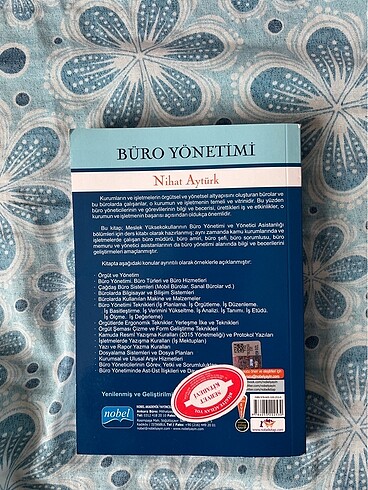 BÜRO YÖNETİMİ
Nihat Aytürk
Kurumların ve işletmelerin örgütsel ve yönetsel altyapısını oluşturan bürolar ve
bu bürolarda çalışanlar, o kurumun ve işletmenin temeli ve vitrinidir. Bu yüzden
büro yöneticilerinin ve görevlilerinin bilgi ve becerisi, ürettikleri iş ve etkinlikler, o
kurumun ve işletmenin başarısı açısından oldukça önemlidir.
Bu kitap; Meslek Yüksekokullarının Büro Yönetimi ve Yönetici Asistanlığı
bölümleri için ders kitabı olarak hazırlanmış; aynı zamanda kamu kurumlarında ve
işletmelerde çalışan büro müdürü, büro amiri, büro şefi, büro sorumlusu, büro
memuru ve yönetici asistanlarının da büro yönetimi alanında bilgi ve becerilerini
geliştirmeleri amaçlanmıştır.
Kitapta aşağıdaki konular ayrıntılı olarak örneklerle açıklanmıştır:
· Örgüt ve Yönetim
· Büro Yönetimi: Büro Türleri ve Büro Hizmetleri
· Çağdaş Büro Sistemleri (Mobil Bürolar, Sanal Bürolar vd.)
· Bürolarda Bilgisayar ve Bilişim Sistemleri
· Bürolarda Kullanılan Makine ve Malzemeler
· Büro Yönetimi Teknikleri (İş Planlama, İş Örgütleme, İş Düzenleme,
İş Basitleştirme, İş Verimini Yükseltme, İş Analizi, İş Tanımı, İş Etüdü,
İş Ölçme, İş Değerleme)
· Örgütlerde Ergonomik Teknikler: Yerleşme İlke ve Teknikleri
· Örgüt Şeması Çizme ve Form Geliştirme Teknikleri
· Kamuda Resmî Yazışma Kuralları (2015 Yönetmeliği) ve Protokol Yazıları
· İşletmelerde Yazışma Kuralları (İş Mektupları)
· Yazı ve Rapor Yazma Kuralları
· Dosyalama Sistemleri ve Dosya Planları
· Kurumsal ve Ulusal Arşiv Hizmetleri
· Büro Yöneticilerinin Görev, Yetki ve Sorumlulukları
· Büro Yönetiminde Ast-Üst İlişkileri ve
Yenilenmiş ve
SERVET
KİTABEVİ
nobel